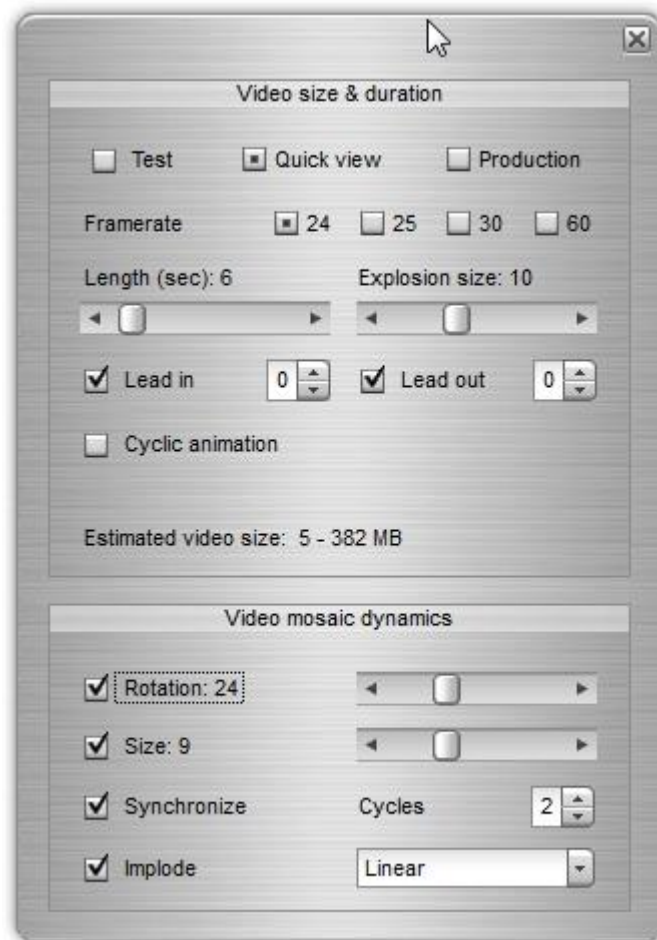 Video size & duration
Test Quick view Production
Framerate 24 25 30 60
Length (sec): 6 Explosion size: 10
Lead in 0 Lead out 0
Cyclic animation
Estimated video size: 5 - 382 MB
Video mosaic dynamics
Rotation: 24
Size: 9
Synchronize Cycles 2
Implode Linear